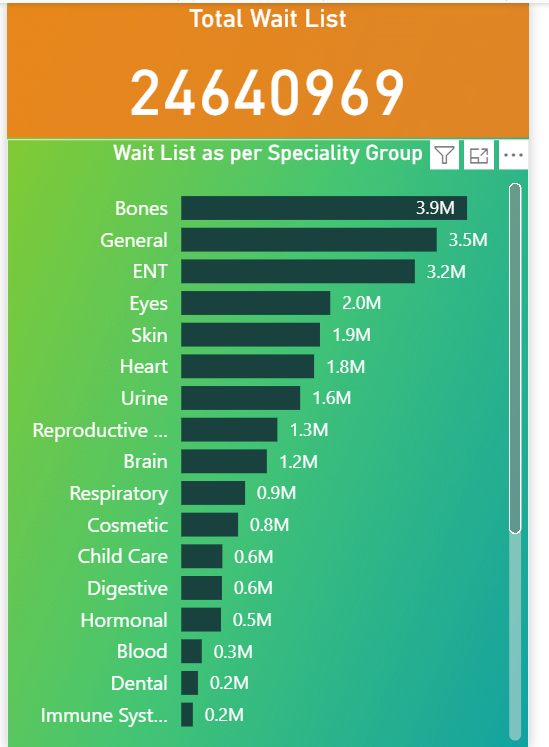 Total Wait List
24640969
Wait List as per Speciality Group
Bones 3.9M
General 3.5M
ENT 3.2M
Eyes 2.0M
Skin 1.9M
Heart 1.8M
Urine 1.6M
Reproductive ... 1.3M
Brain 1.2M
Respiratory 0.9M
Cosmetic 0.8M
Child Care 0.6M
Digestive 0.6M
Hormonal 0.5M
Blood 0.3M
Dental 0.2M
Immune Syst... 0.2M